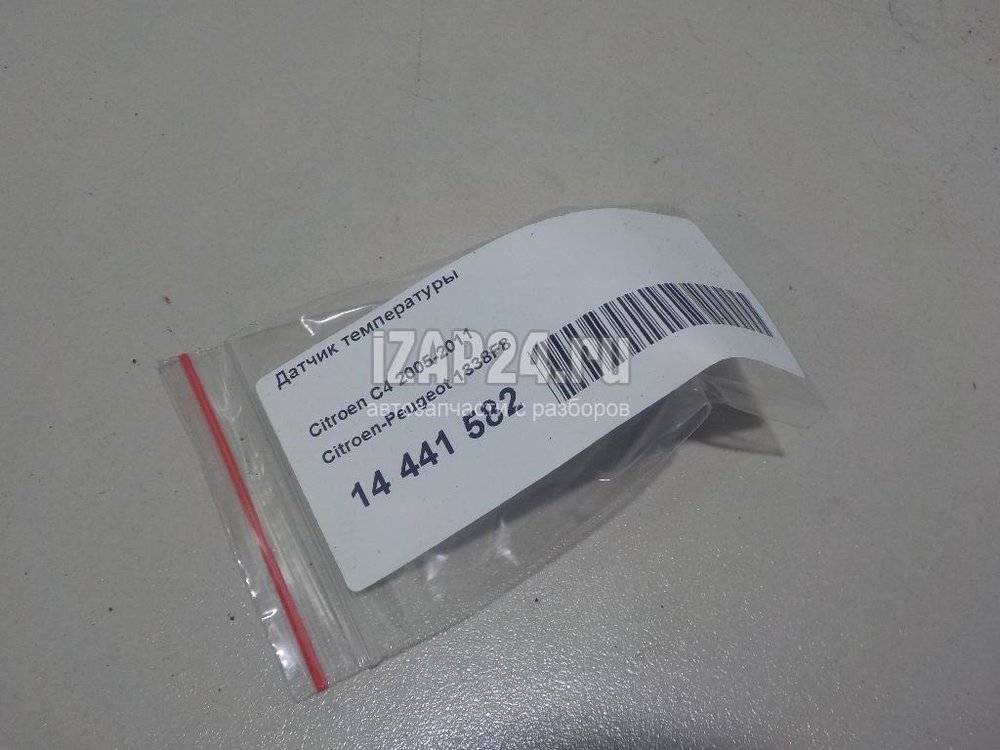 Датчик температуры
Citroen C4 2005-2011
Citroen-Peugeot 1338F8
14 441 582
iZAP24.ru
автозапчасти с разборов